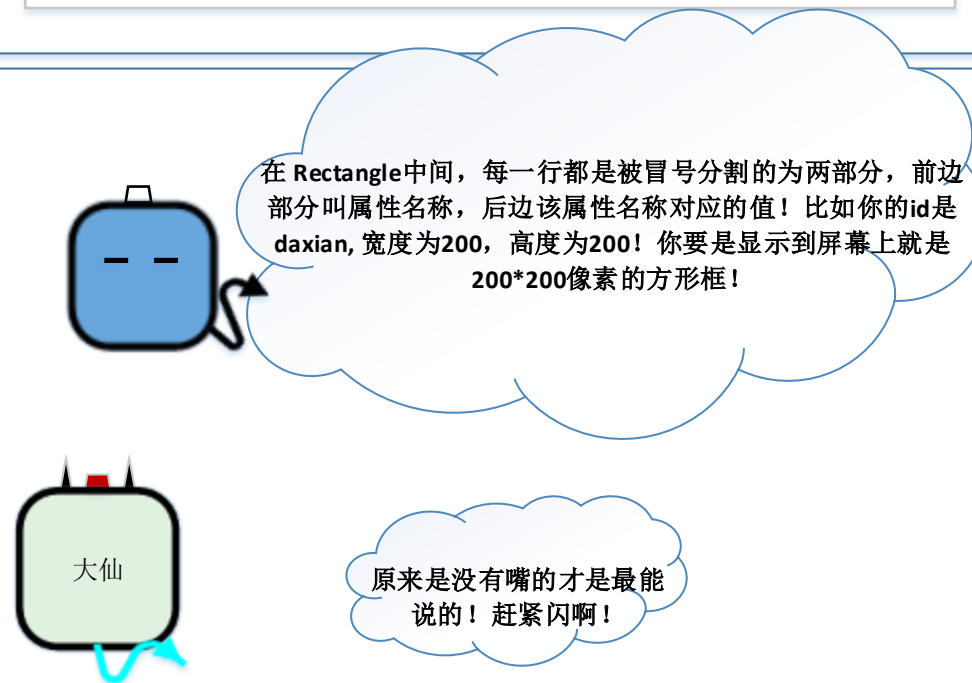 在 Rectangle中间，每一行都是被冒号分割的为两部分，前边
部分叫属性名称，后边该属性名称对应的值！比如你的id是
daxian, 宽度为200，高度为200！你要是显示到屏幕上就是
200*200像素的方形框！
大仙
原来是没有嘴的才是最能
说的！赶紧闪啊！